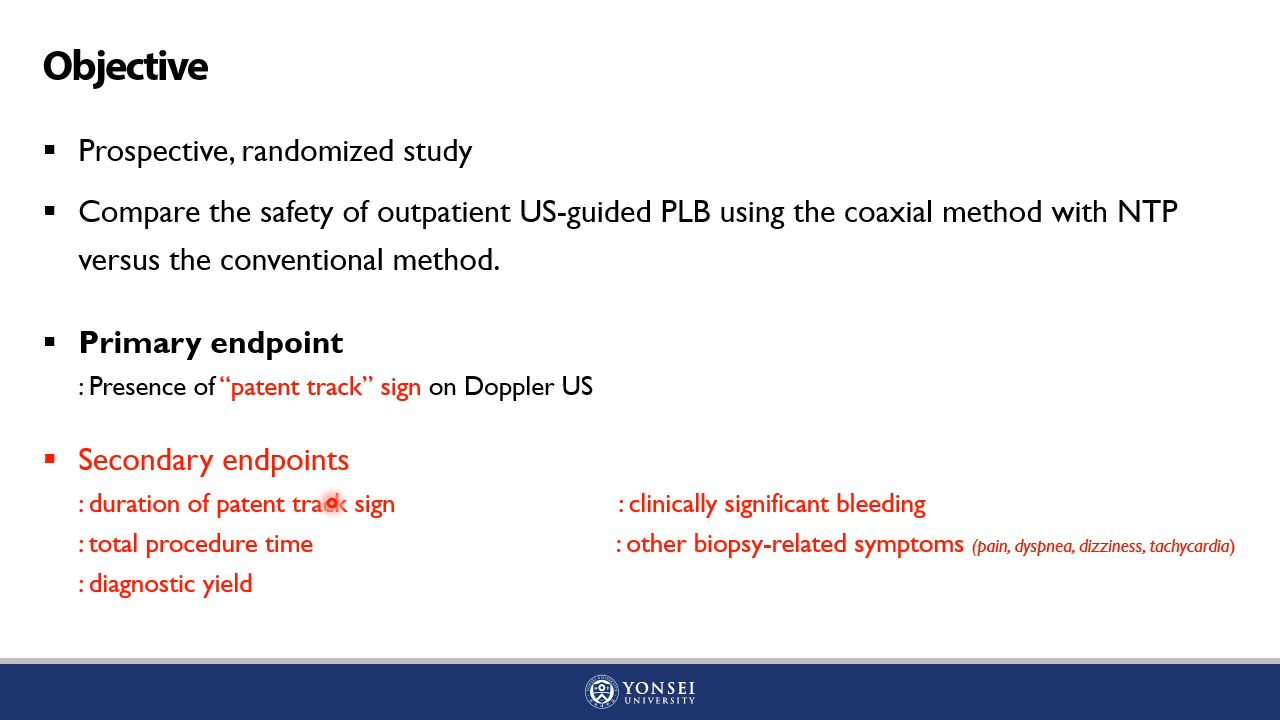 Objective
▪ Prospective, randomized study
▪ Compare the safety of outpatient US-guided PLB using the coaxial method with NTP
versus the conventional method.
▪ Primary endpoint
: Presence of “patent track” sign on Doppler US
▪ Secondary endpoints
: duration of patent track sign
: total procedure time
: diagnostic yield
: clinically significant bleeding
: other biopsy-related symptoms (pain, dyspnea, dizziness, tachycardia)
YONSEI
UNIVERSITY